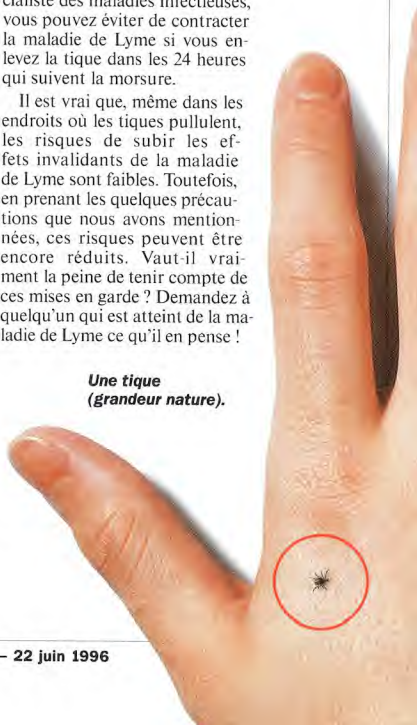 cialiste des maladies infectieuses,
vous pouvez éviter de contracter
la maladie de Lyme si vous en-
levez la tique dans les 24 heures
qui suivent la morsure.
Il est vrai que, même dans les
endroits où les tiques pullulent,
les risques de subir les ef-
fets invalidants de la maladie
de Lyme sont faibles. Toutefois,
en prenant les quelques précau-
tions que nous avons mention-
nées, ces risques peuvent être
encore réduits. Vaut-il vrai-
ment la peine de tenir compte de
ces mises en garde ? Demandez à
quelqu'un qui est atteint de la ma-
ladie de Lyme ce qu'il en pense !
Une tique
(grandeur nature).
– 22 juin 1996